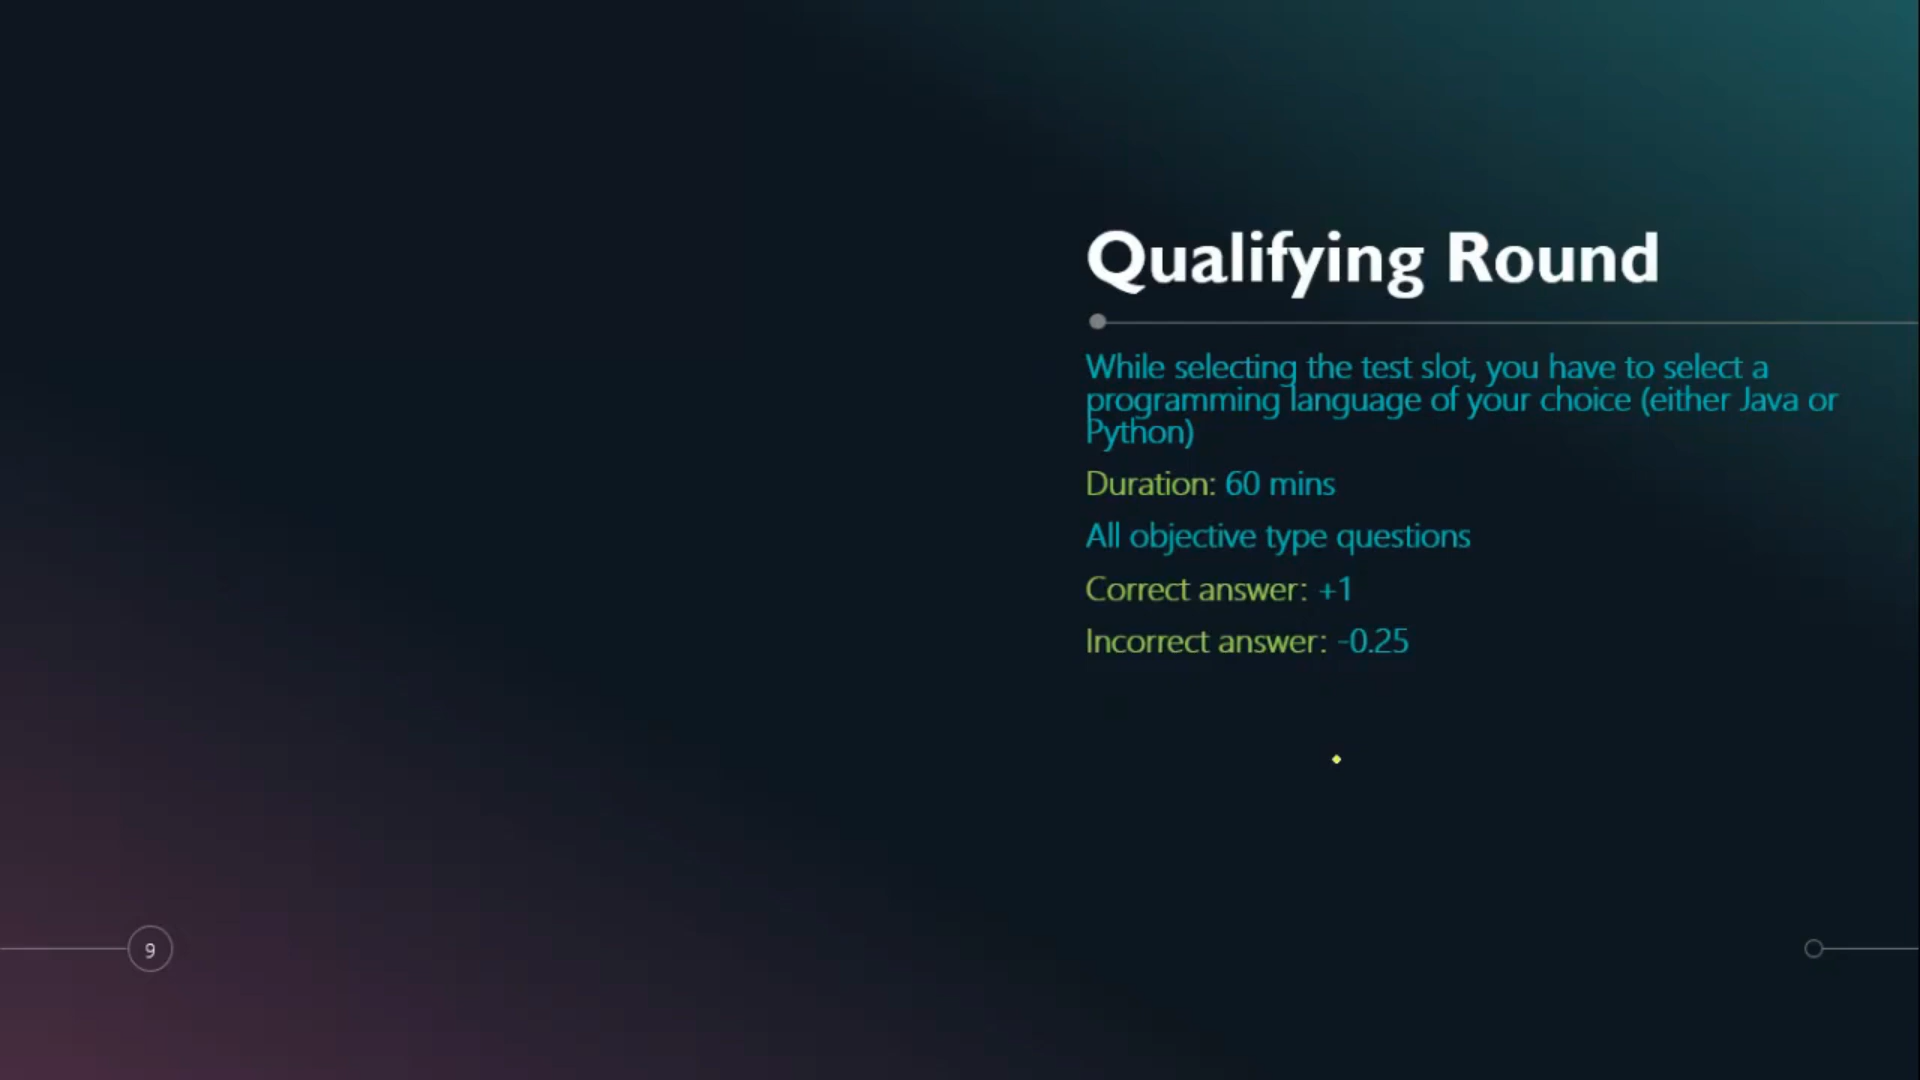 Qualifying Round
While selecting the test slot, you have to select a
programming language of your choice (either Java or
Python)
Duration: 60 mins
All objective type questions
Correct answer: +1
Incorrect answer: -0.25
9